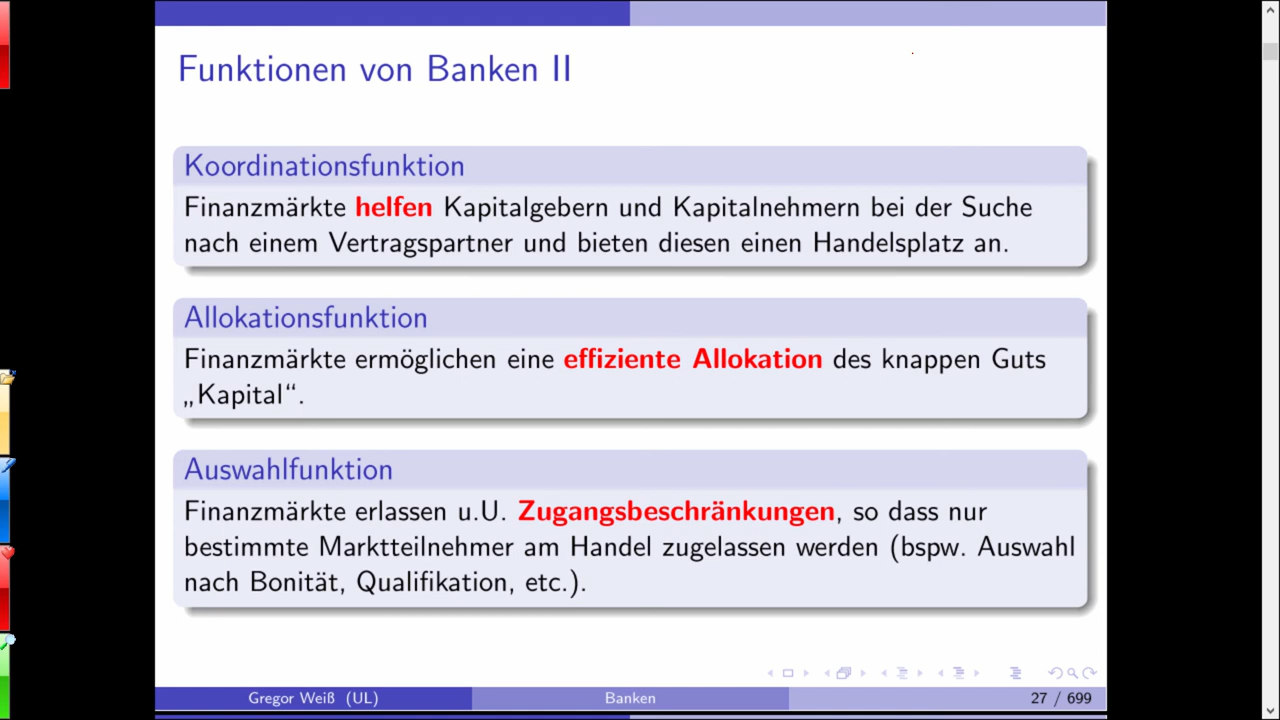 Funktionen von Banken II
Koordinationsfunktion
Finanzmärkte helfen Kapitalgebern und Kapitalnehmern bei der Suche
nach einem Vertragspartner und bieten diesen einen Handelsplatz an.
Allokationsfunktion
Finanzmärkte ermöglichen eine effiziente Allokation des knappen Guts
„Kapital“.
Auswahlfunktion
Finanzmärkte erlassen u.U. Zugangsbeschränkungen, so dass nur
bestimmte Marktteilnehmer am Handel zugelassen werden (bspw. Auswahl
nach Bonität, Qualifikation, etc.).
Gregor Weiß (UL) Banken 27 / 699